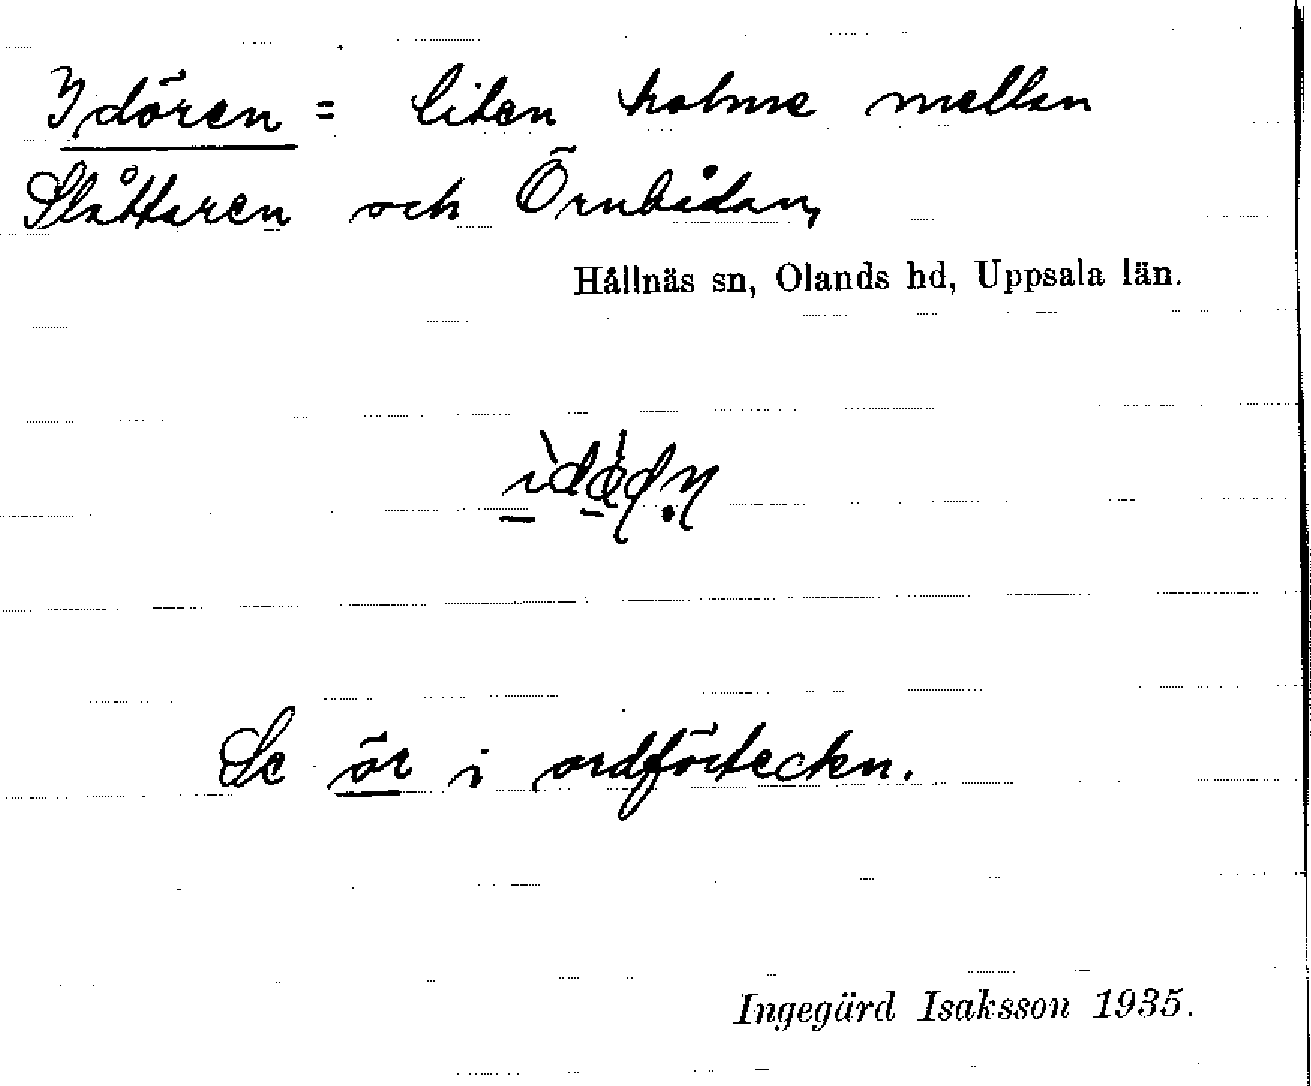 Idören = liten holme mellan
Slåttaren och Örnbådan,
Hållnäs sn, Olands hd, Uppsala län.
Se ör i ordförteckn.
Ingegärd Isaksson 1935.